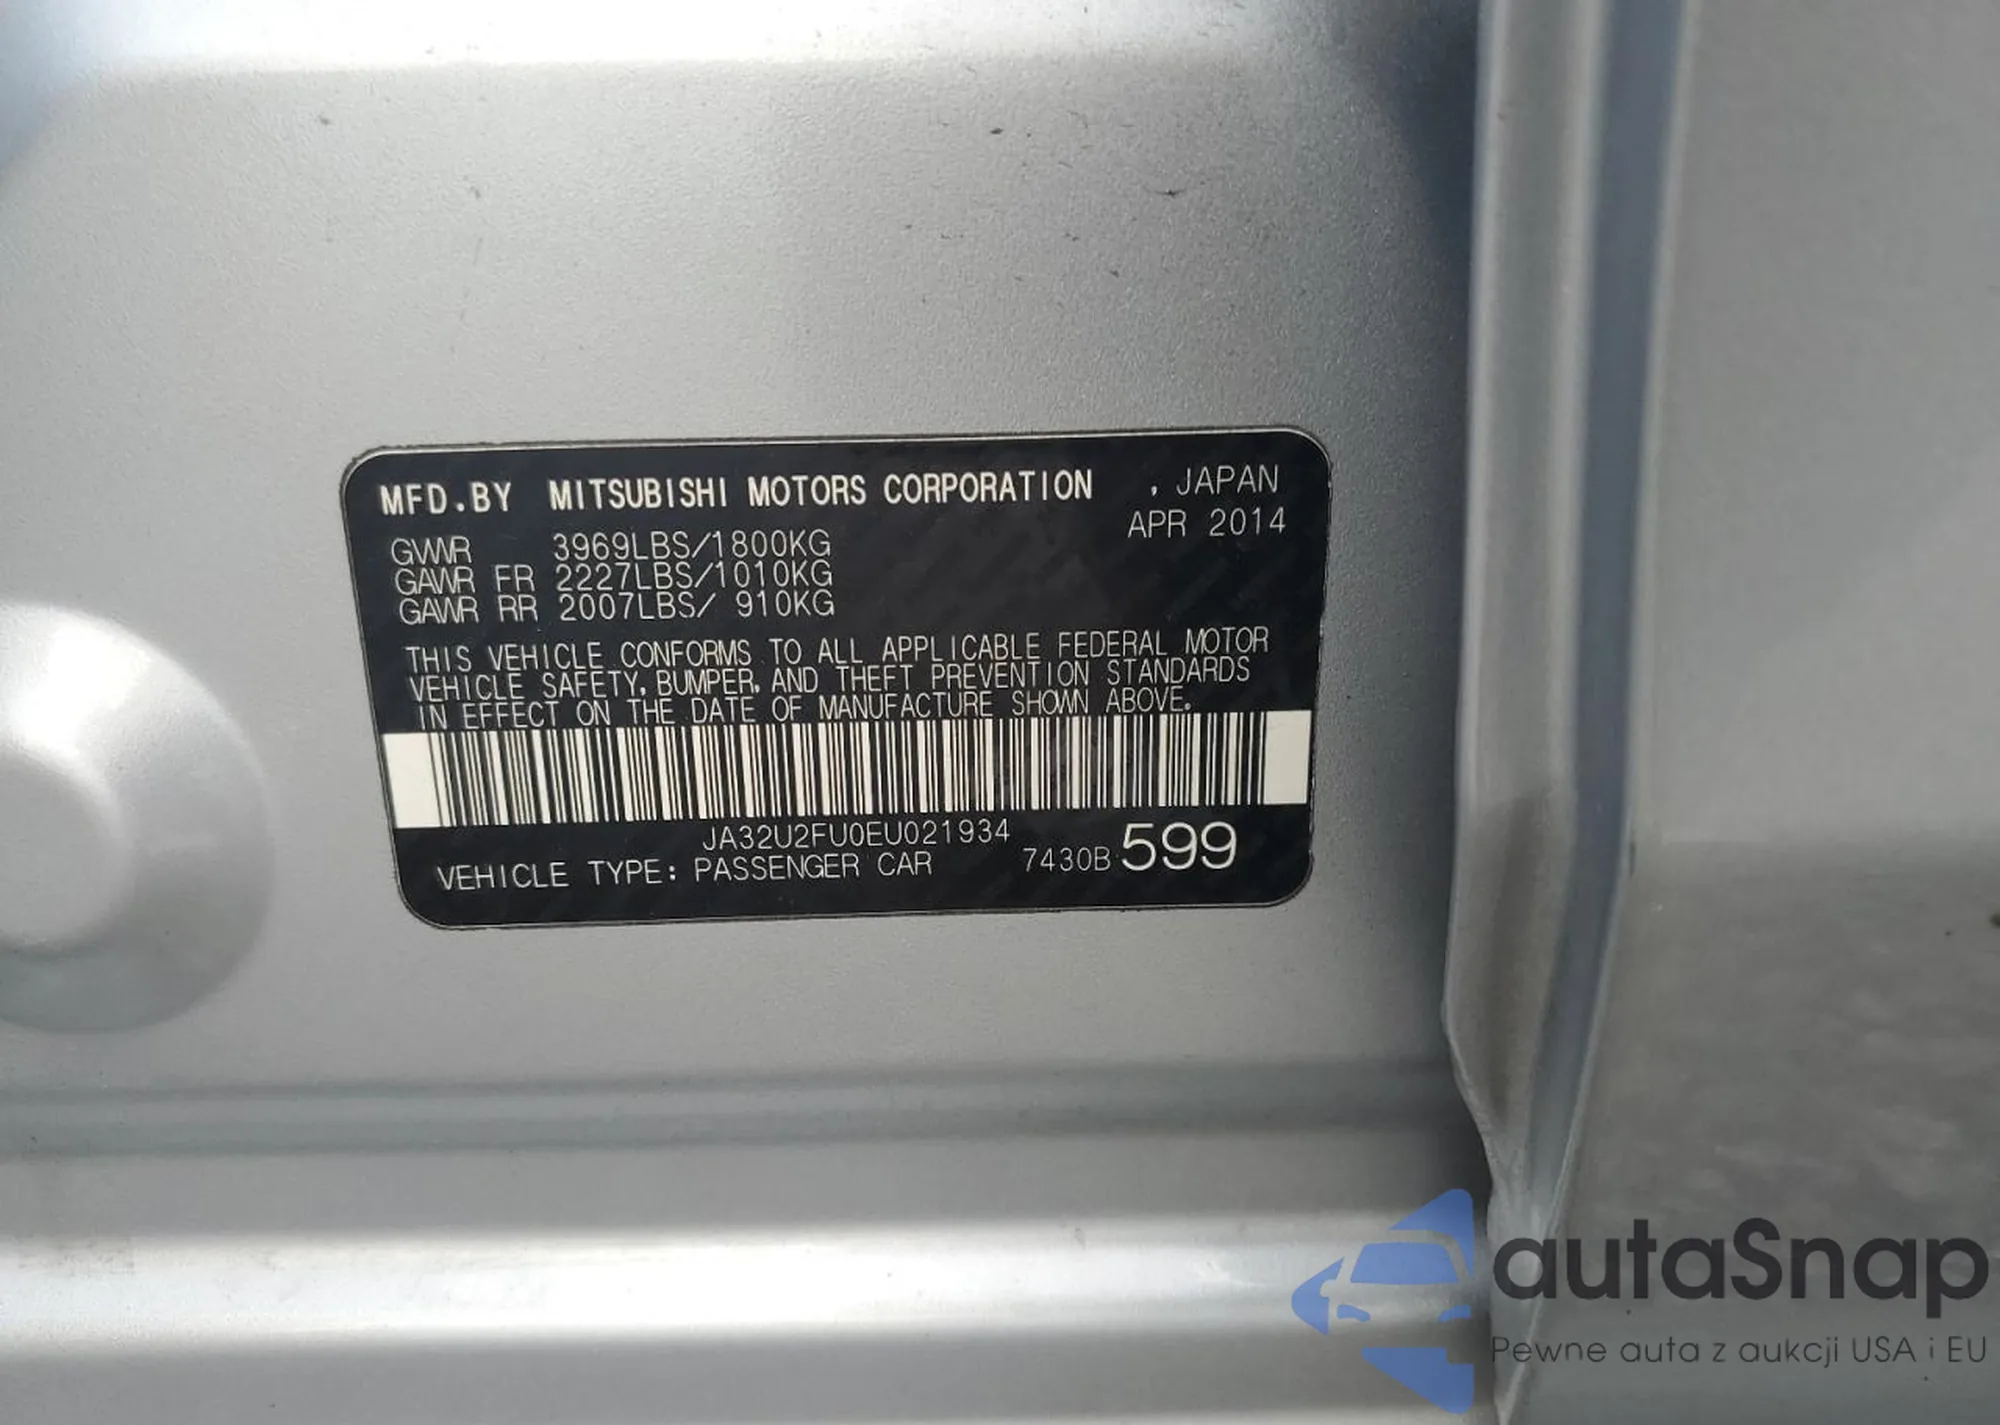 MFD.BY MITSUBISHI MOTORS CORPORATION , JAPAN
APR 2014
GVWR 3969LBS/1800KG
GAWR FR 2227LBS/1010KG
GAWR RR 2007LBS/ 910KG
THIS VEHICLE CONFORMS TO ALL APPLICABLE FEDERAL MOTOR
VEHICLE SAFETY, BUMPER, AND THEFT PREVENTION STANDARDS
IN EFFECT ON THE DATE OF MANUFACTURE SHOWN ABOVE.
JA32U2FU0EU021934
VEHICLE TYPE: PASSENGER CAR 7430B 599
autaSnap
Pewne auta z aukcji USA i EU